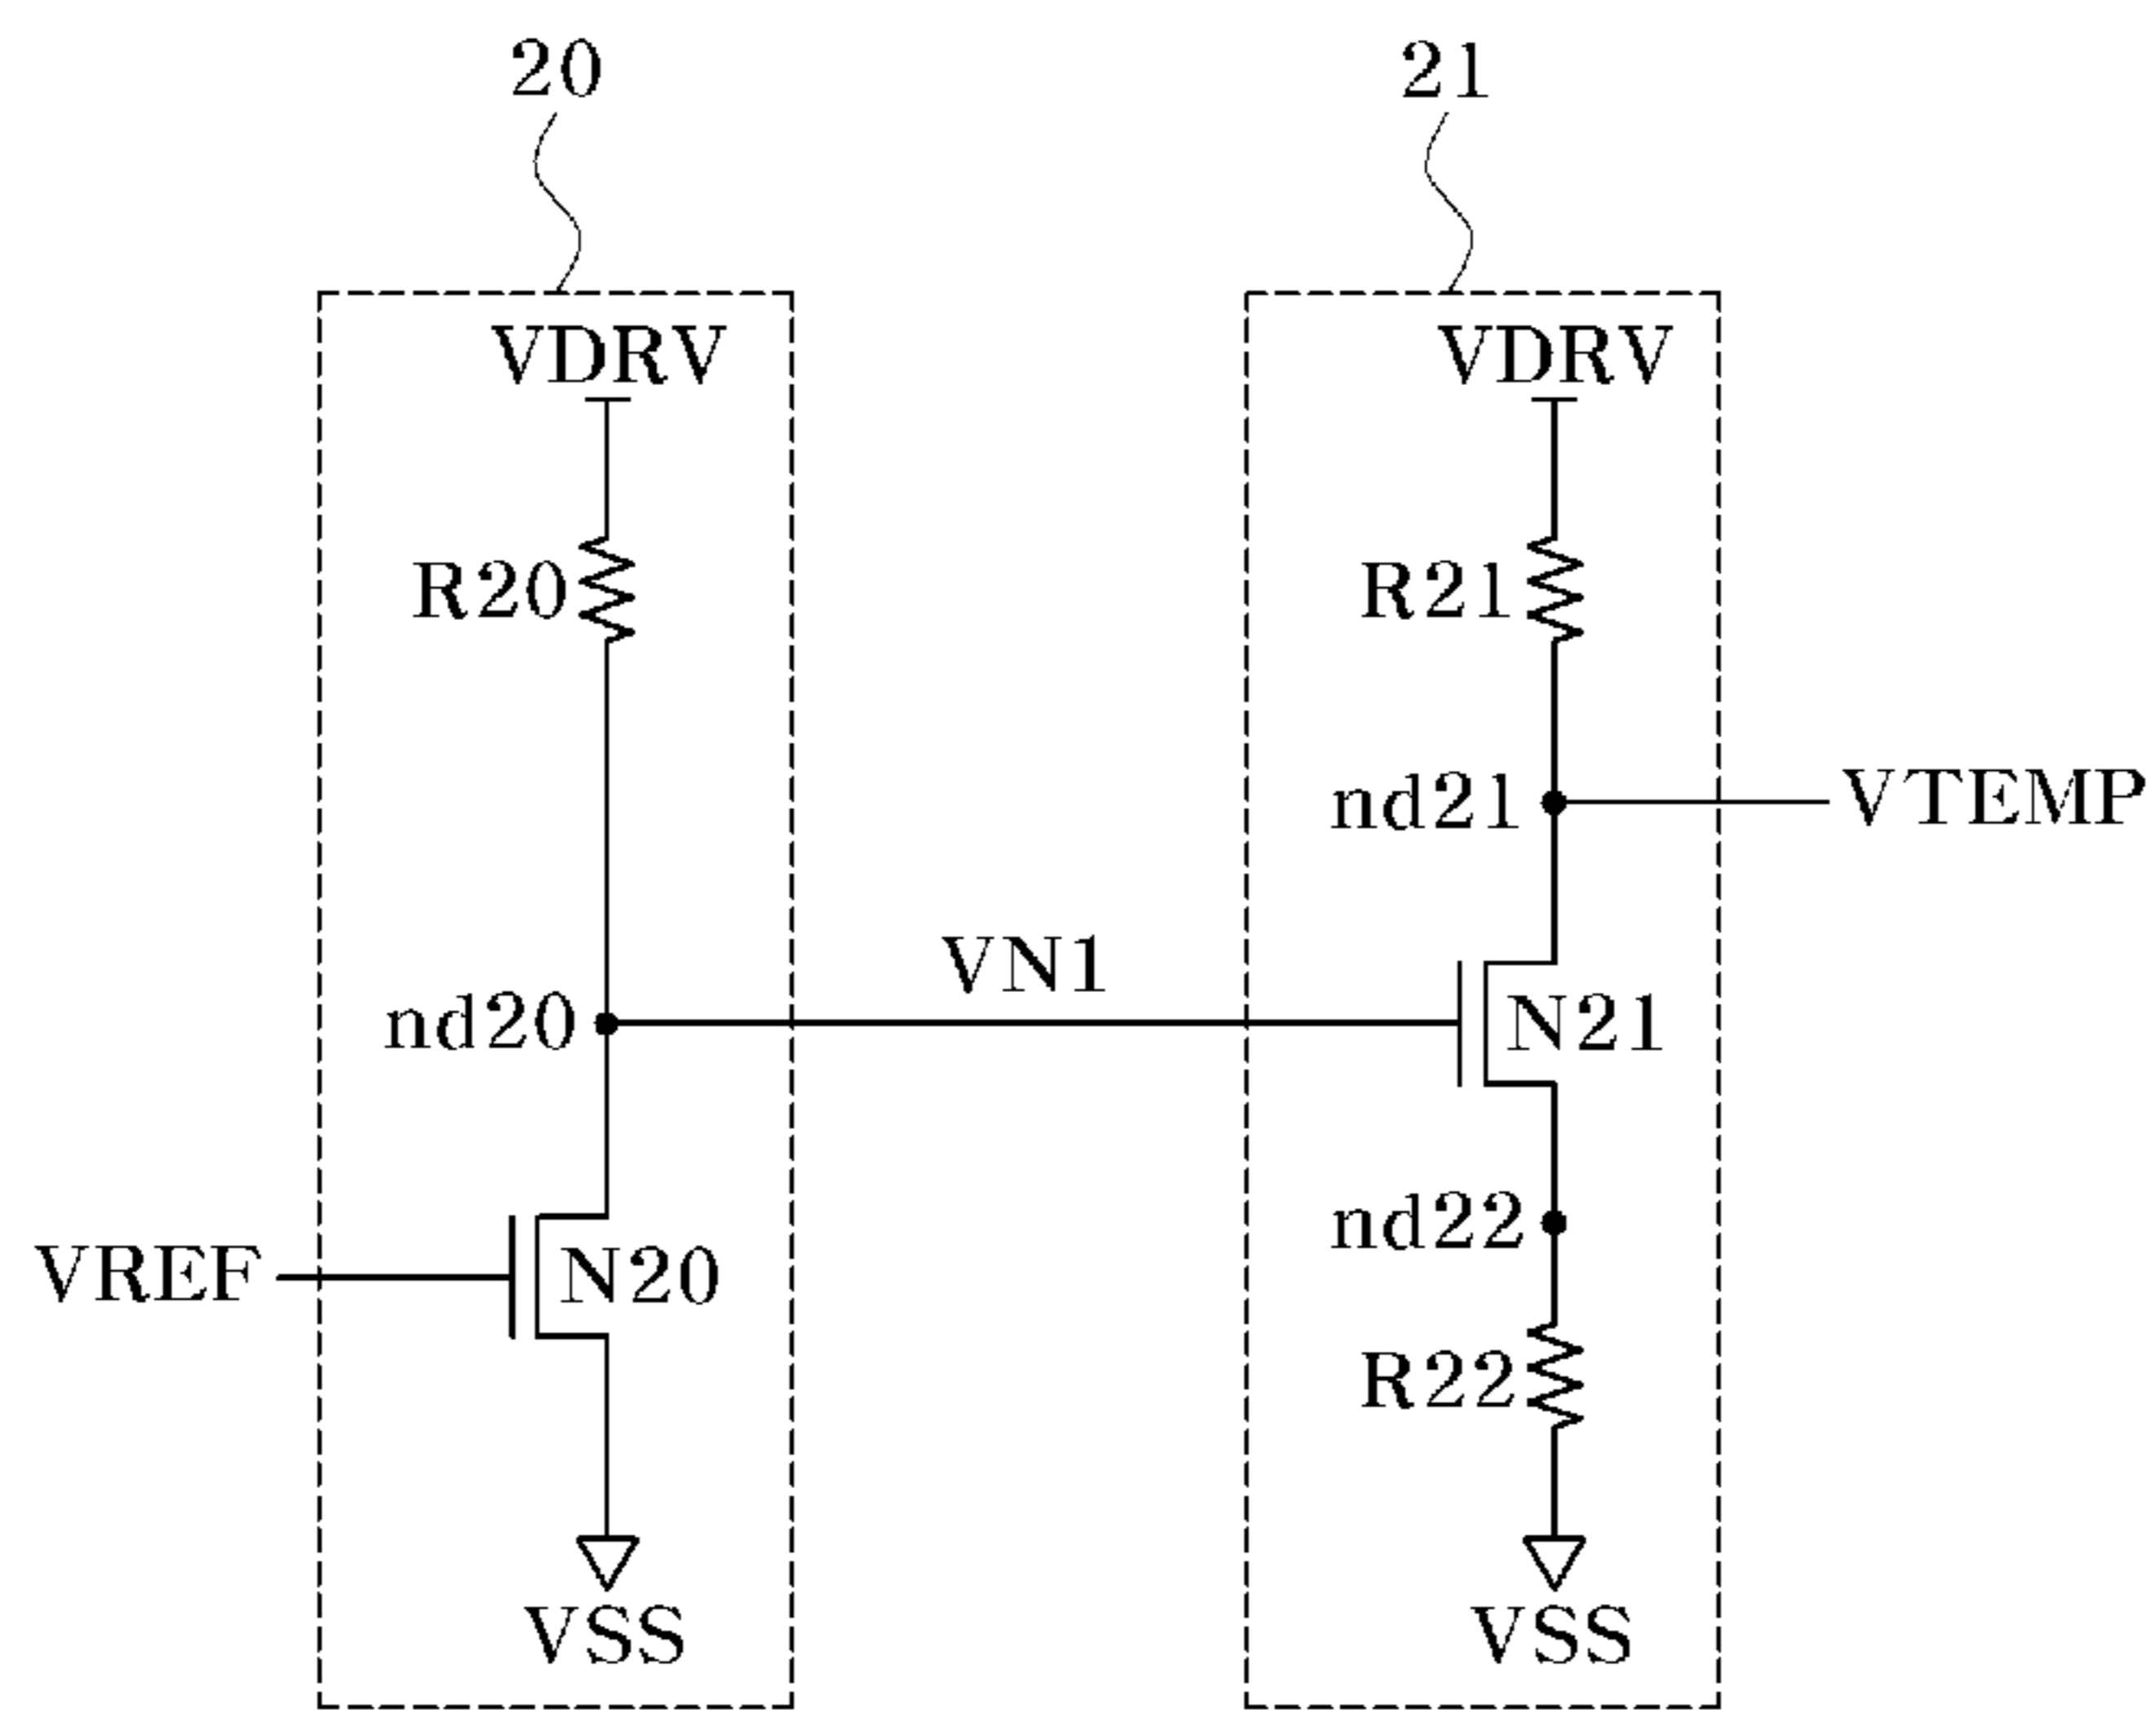 20
21
VDRV
VDRV
R20
R21
nd21
VTEMP
VN1
nd20
N21
nd22
VREF
N20
R22
VSS
VSS